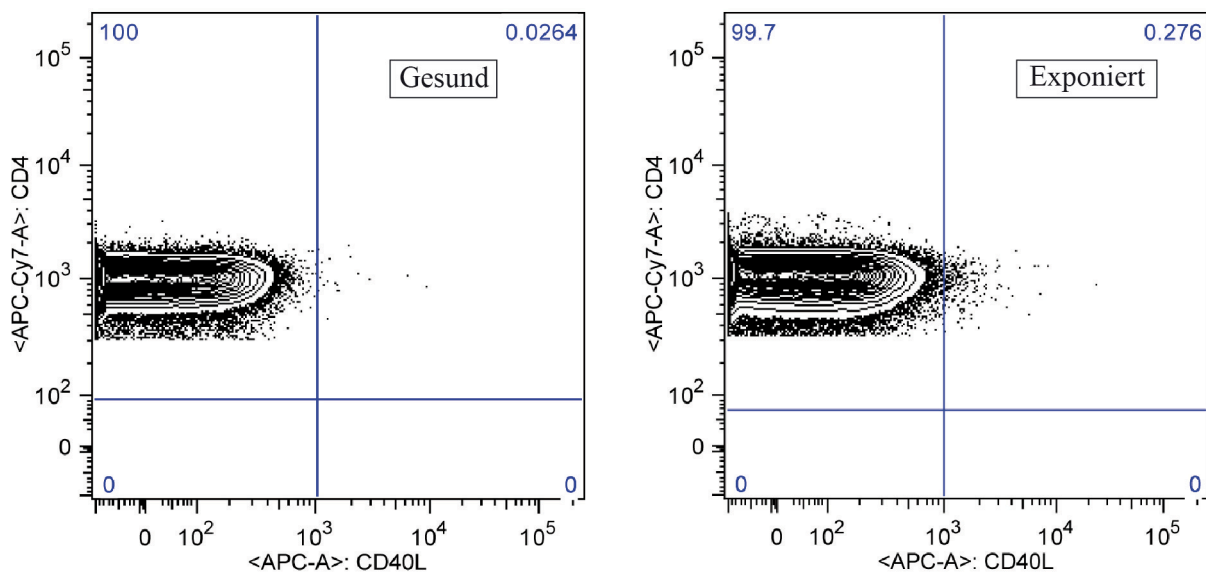 100 0.0264
Gesund
10^5
10^4
10^3
10^2
0
<APC-Cy7-A>: CD4
0 0
0 10^2 10^3 10^4 10^5
<APC-A>: CD40L
99.7 0.276
Exponiert
10^5
10^4
10^3
10^2
0
<APC-Cy7-A>: CD4
0 0
0 10^2 10^3 10^4 10^5
<APC-A>: CD40L